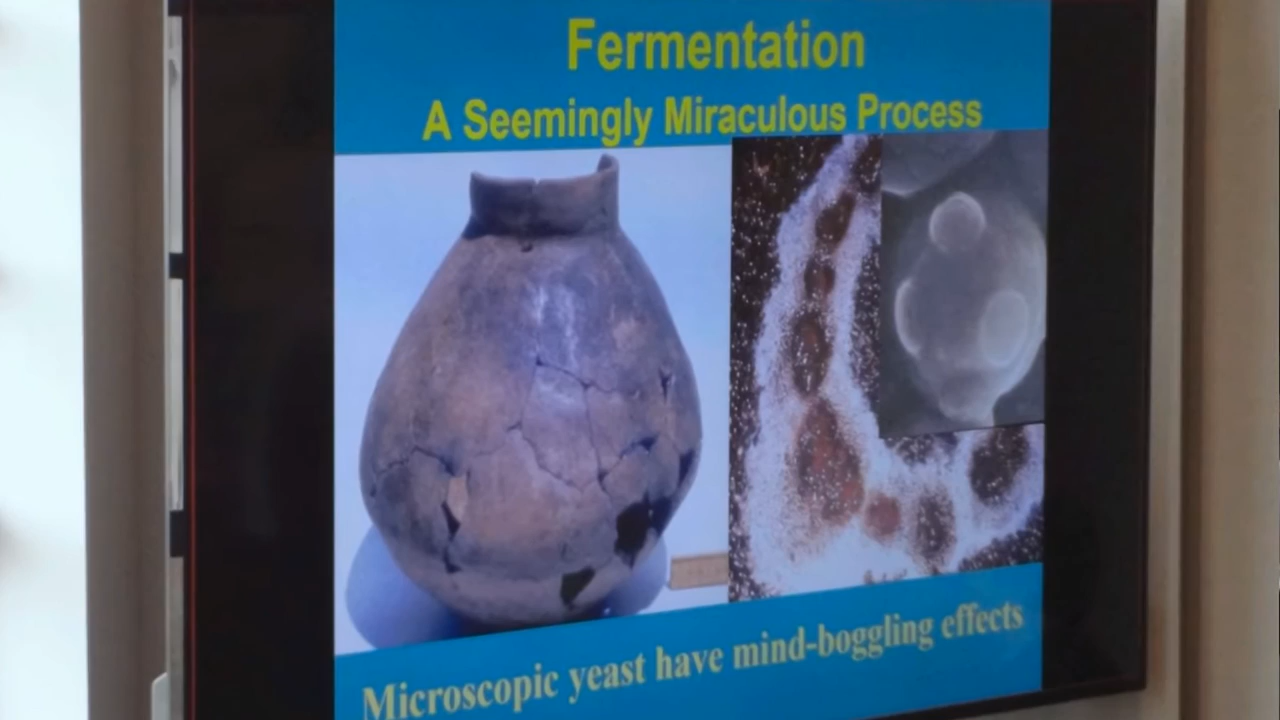 Fermentation
A Seemingly Miraculous Process
Microscopic yeast have mind-boggling effects